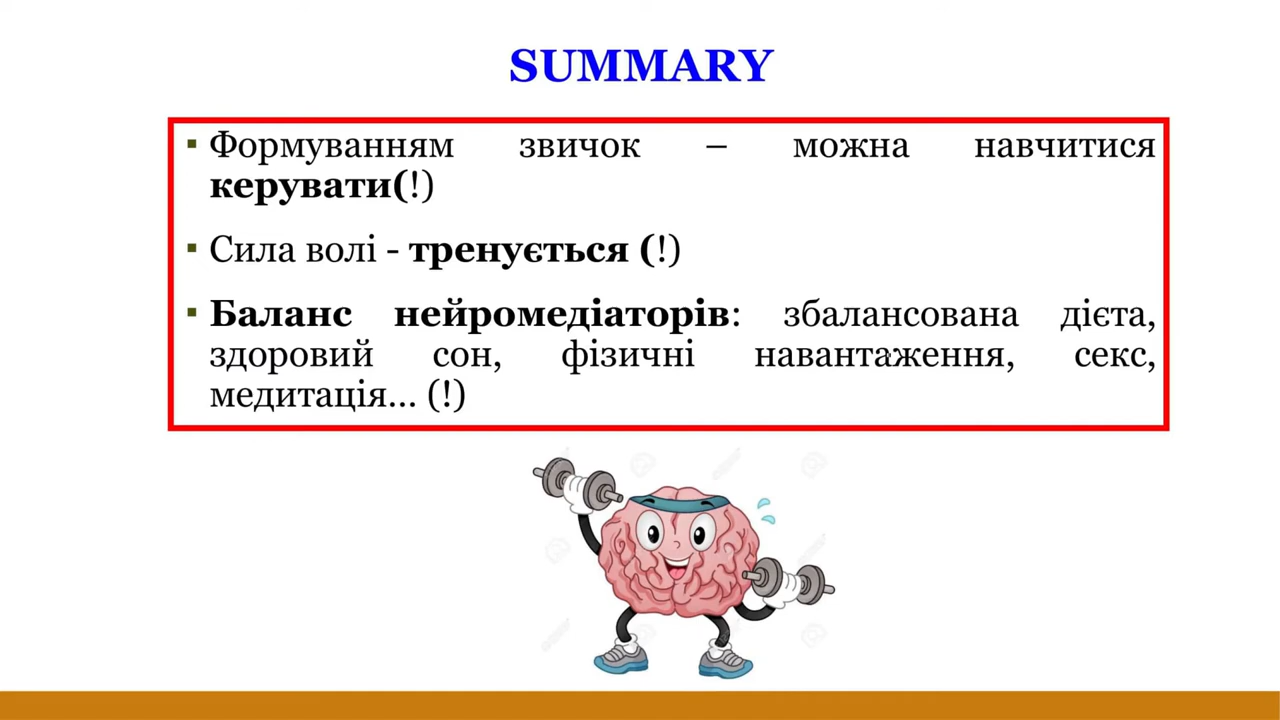 SUMMARY
Формуванням звичок – можна навчитися
керувати(!)
Сила волі - тренується (!)
Баланс нейромедіаторів: збалансована дієта,
здоровий сон, фізичні навантаження, секс,
медитація... (!)